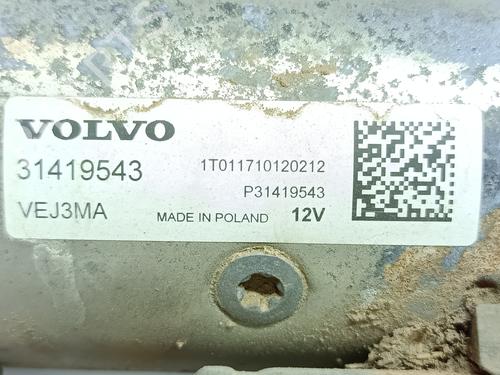 VOLVO
31419543
1T011710120212
P31419543
VEJ3MA
MADE IN POLAND 12V